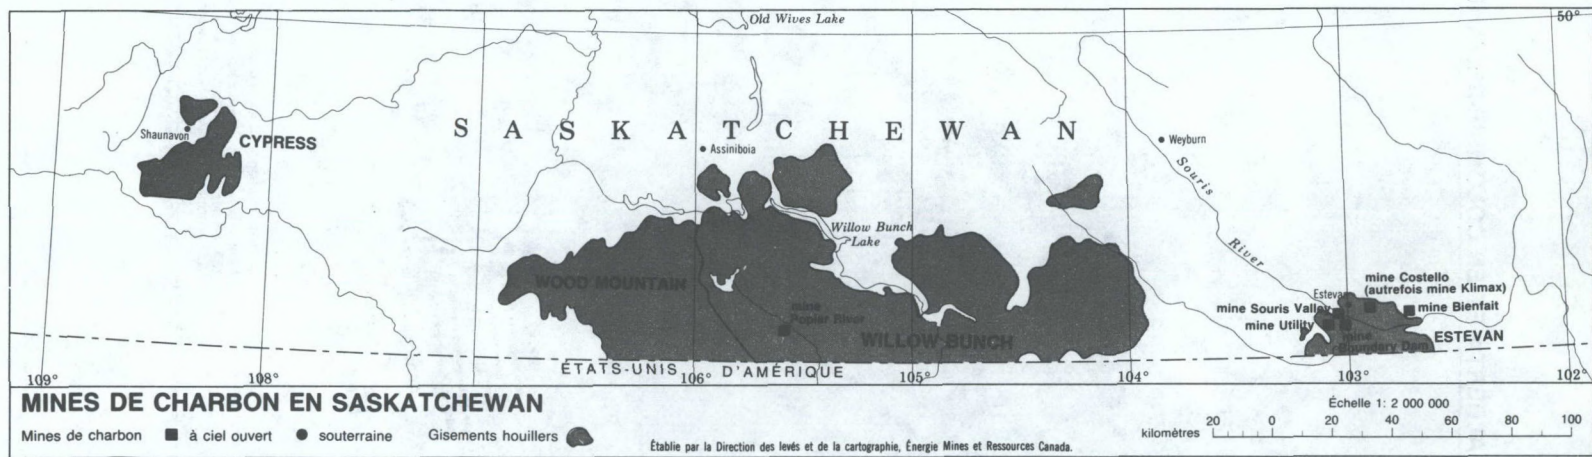 Old Wives Lake
50°
Shaunavon
CYPRESS
SASKATCHEWAN
Assiniboia
Weyburn
Souris
River
Willow Bunch
Lake
WOOD MOUNTAIN
mine
Poplar River
WILLOW BUNCH
mine Costello
(autrefois mine Klimax)
Estevan
mine Souris Valley
mine Bienfait
mine Utility
mine
Boundary Dam
ESTEVAN
ÉTATS-UNIS D'AMÉRIQUE
109° 108° 106° 105° 104° 103° 102°
MINES DE CHARBON EN SASKATCHEWAN
Mines de charbon à ciel ouvert souterraine Gisements houillers
Établie par la Direction des levés et de la cartographie, Énergie Mines et Ressources Canada.
Échelle 1: 2 000 000
kilomètres 20 0 20 40 60 80 100